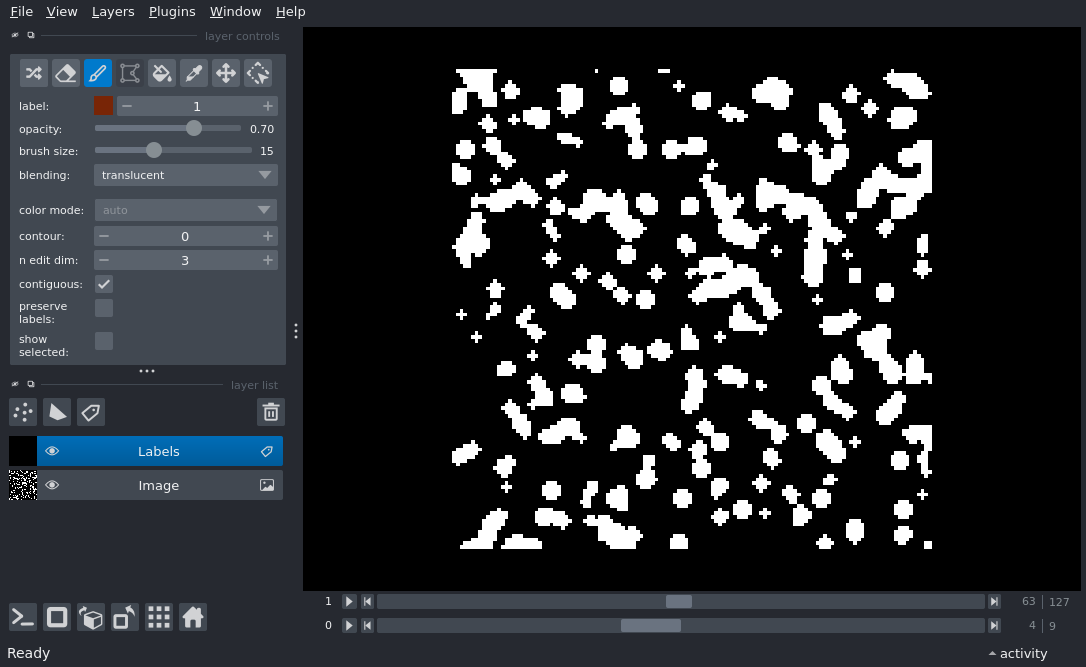 File View Layers Plugins Window Help
layer controls
label: 1
opacity: 0.70
brush size: 15
blending: translucent
color mode: auto
contour: 0
n edit dim: 3
contiguous:
preserve
labels:
show
selected:
layer list
Labels
Image
1 63 127
0 4 9
Ready activity